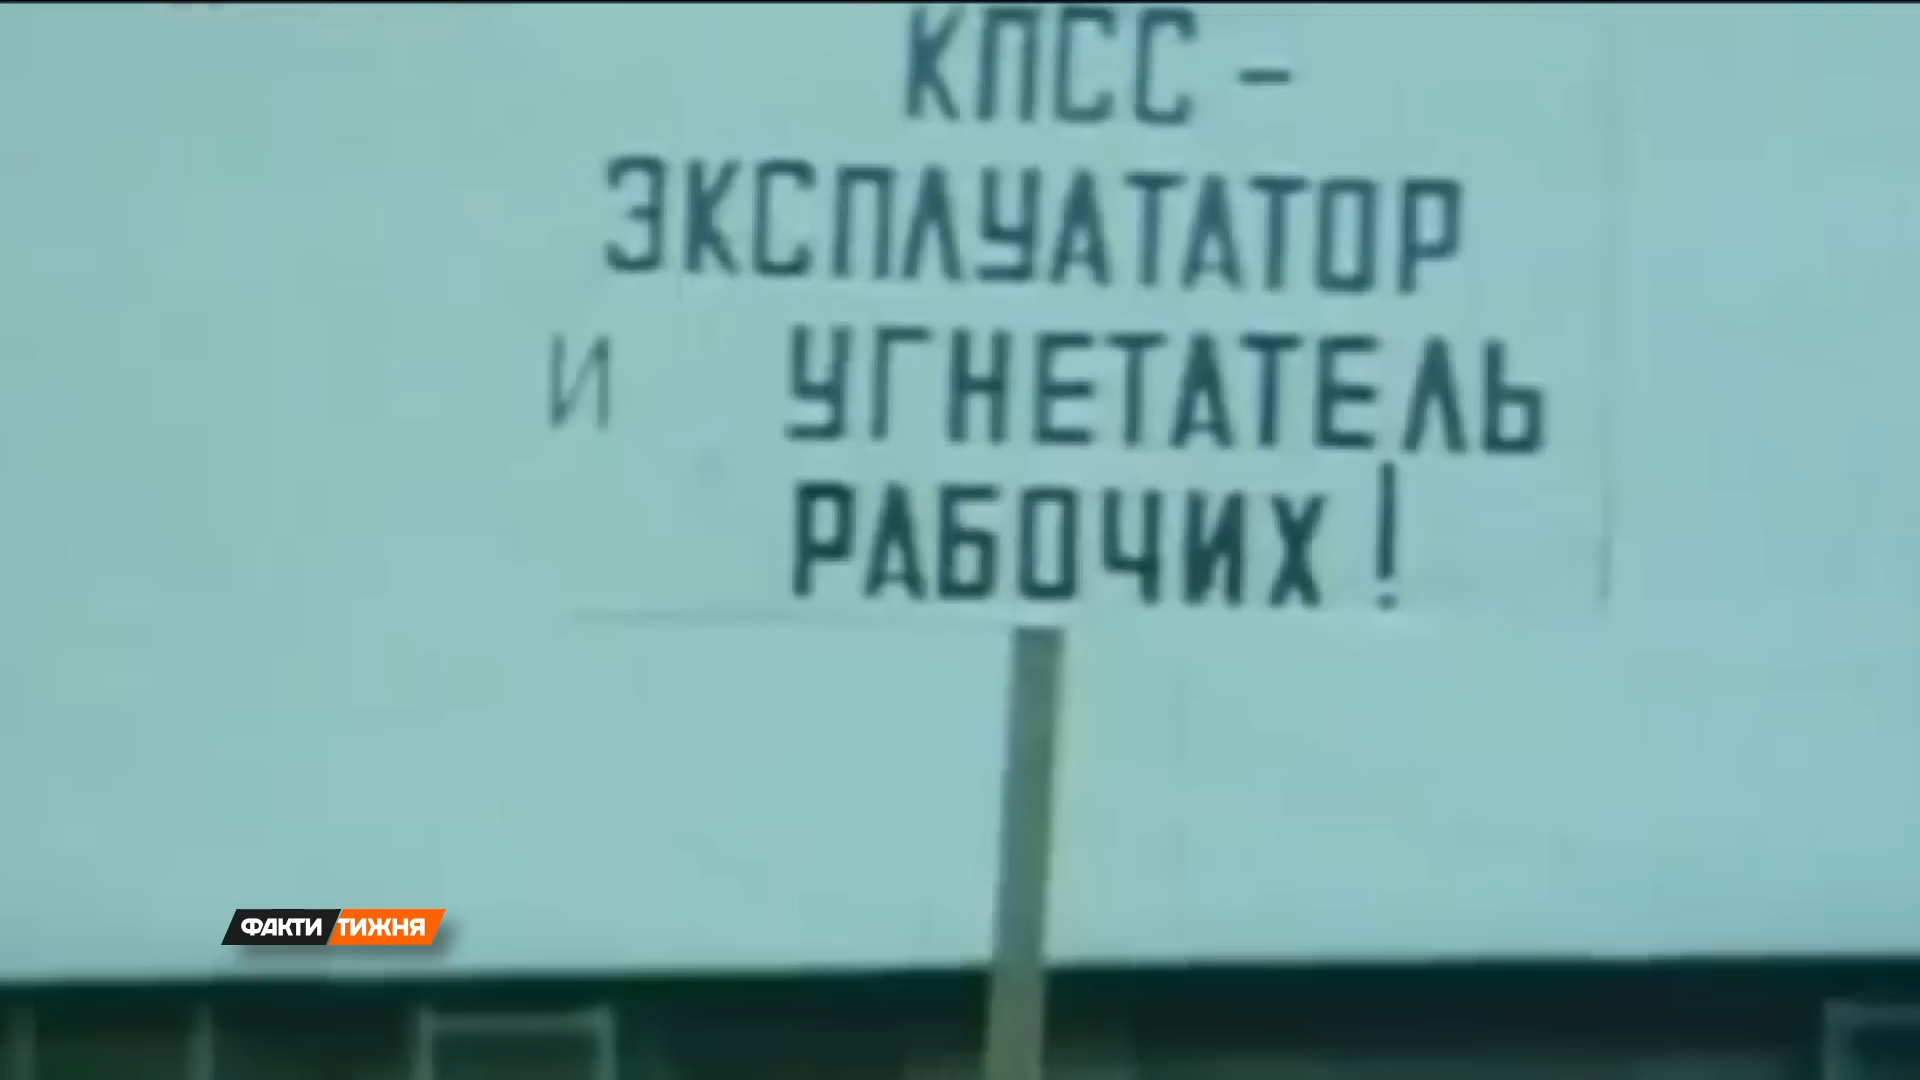 КПСС -
ЭКСПЛУАТАТОР
И УГНЕТАТЕЛЬ
РАБОЧИХ!
ФАКТИ ТИЖНЯ